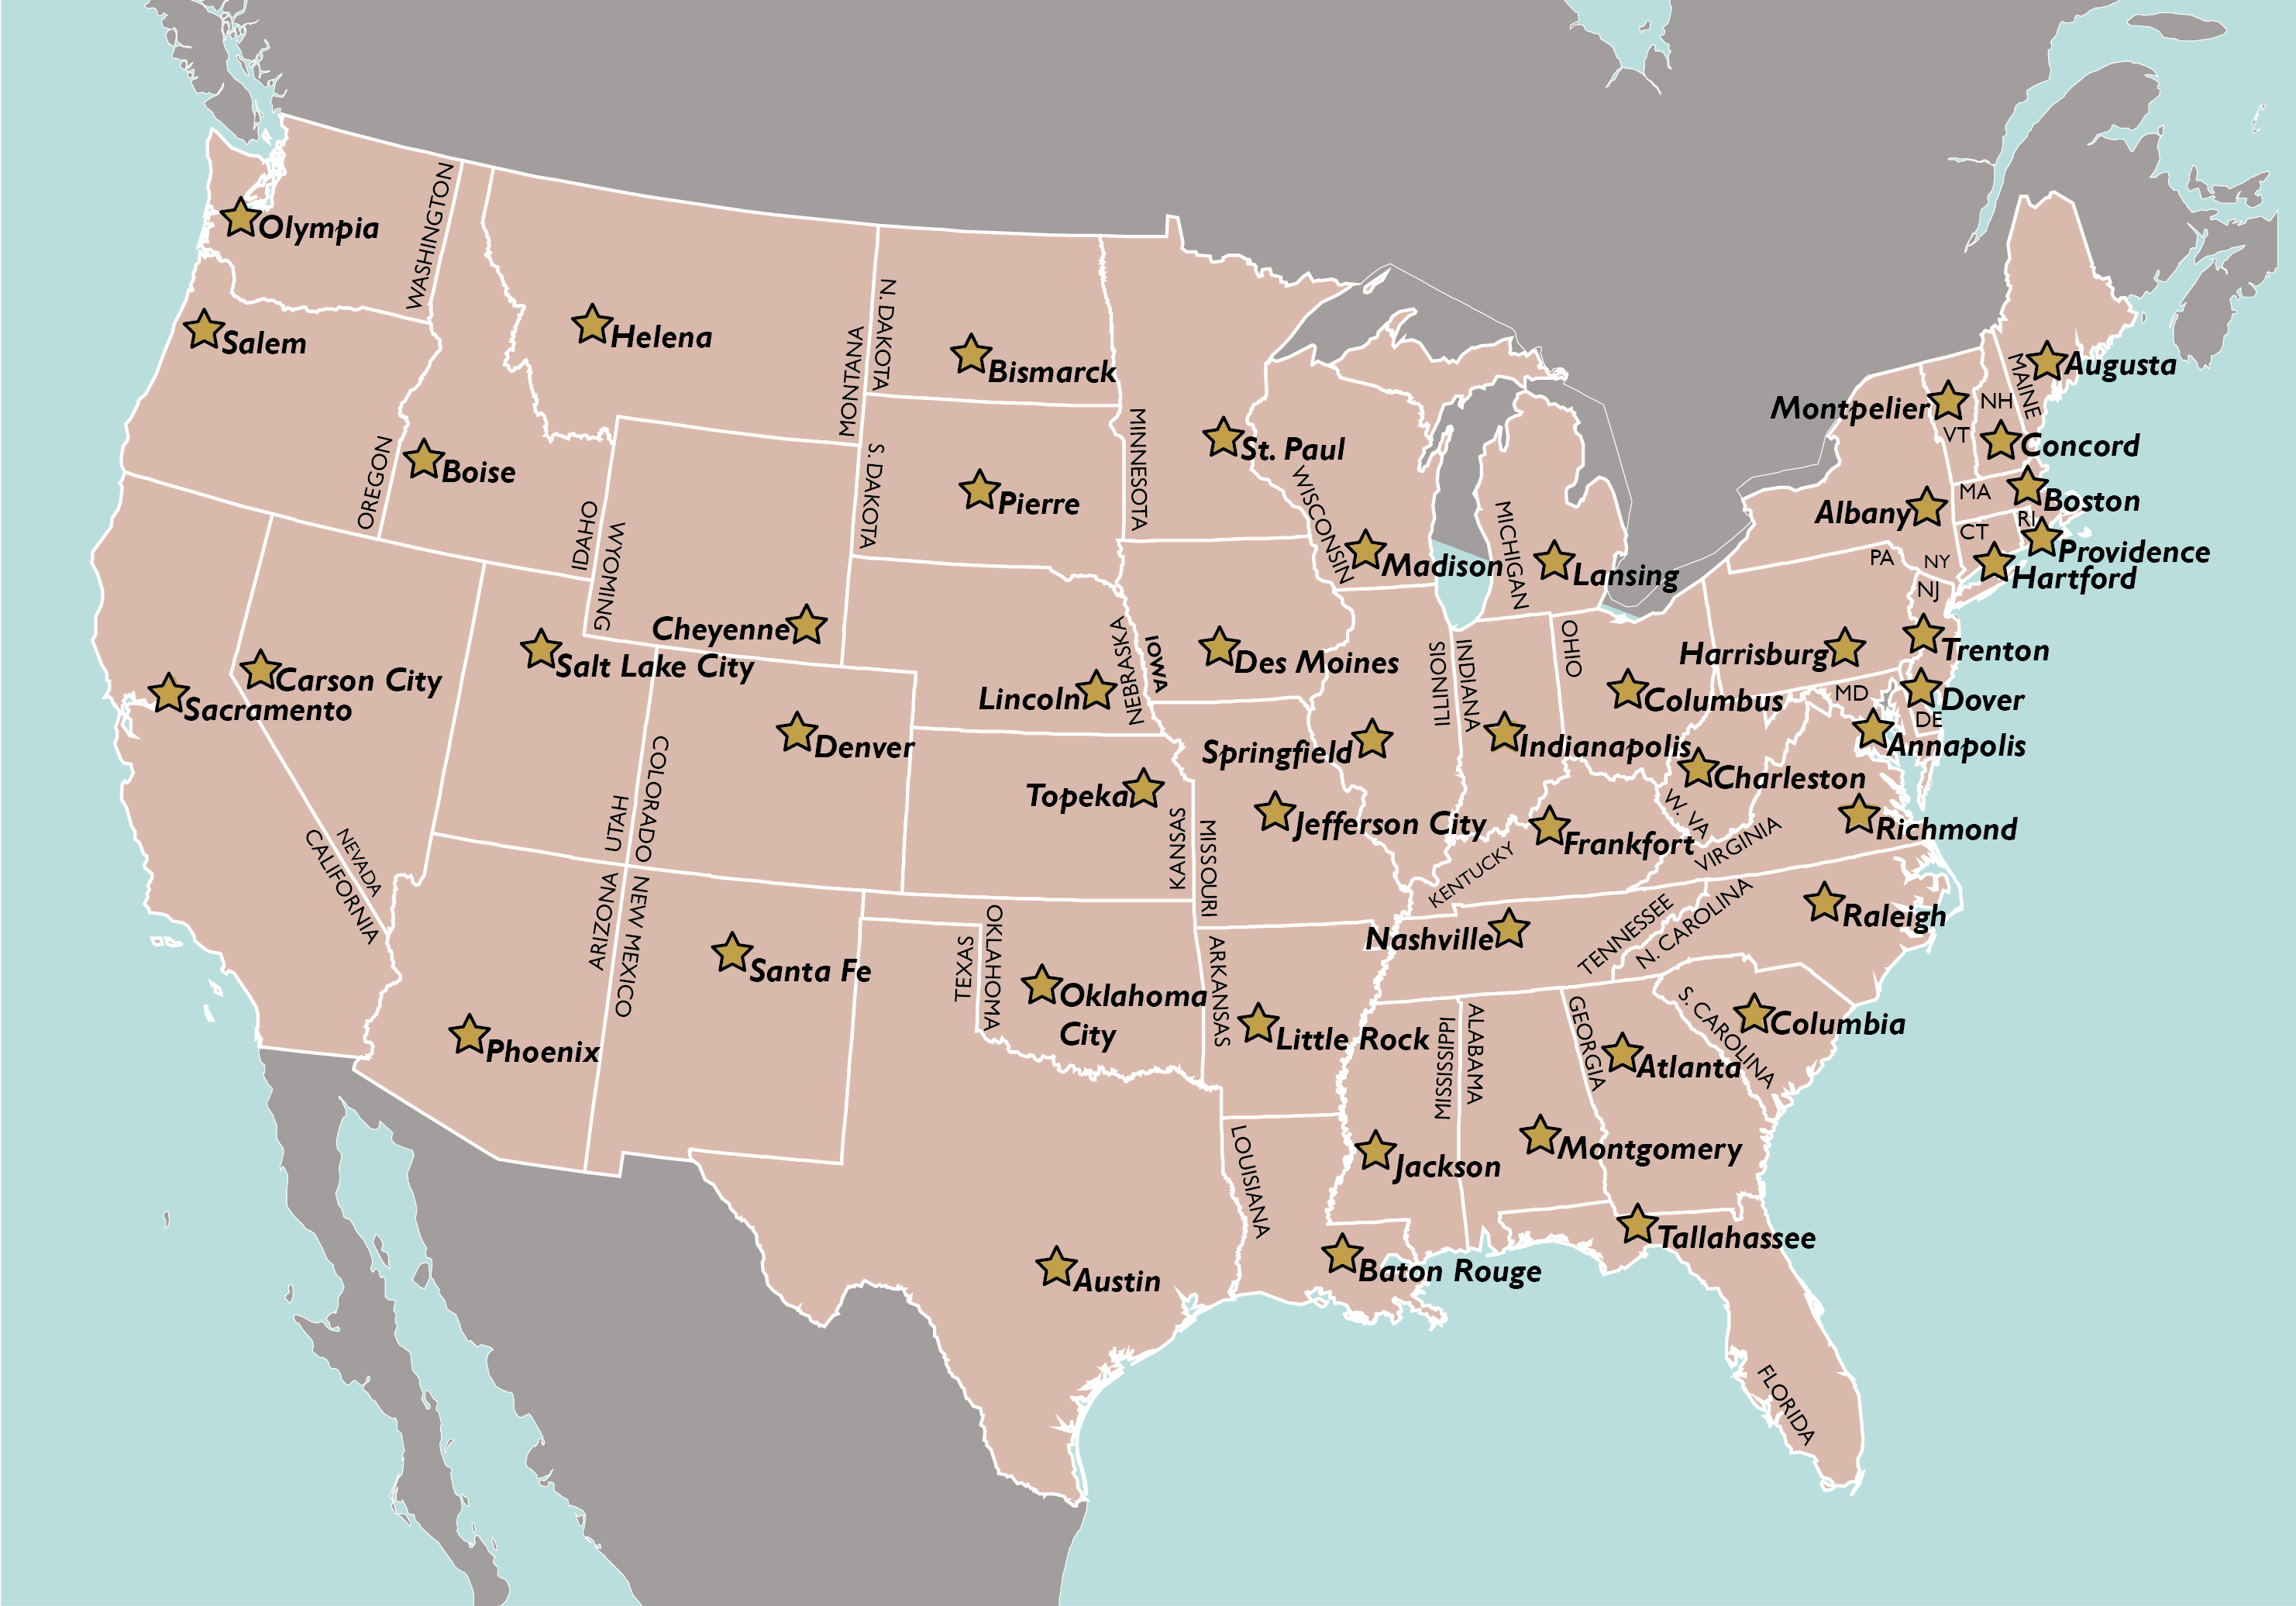 WASHINGTON
Olympia
Salem
OREGON
Helena
MONTANA
N. DAKOTA
Bismarck
S. DAKOTA
Pierre
MINNESOTA
St. Paul
WISCONSIN
Madison
MICHIGAN
Lansing
MAINE
Augusta
Montpelier
NH
VT
Concord
MA
Boston
Albany
RI
CT
Providence
Hartford
PA
NY
NJ
Boise
IDAHO
WYOMING
Cheyenne
Salt Lake City
Carson City
Sacramento
NEVADA
CALIFORNIA
UTAH
COLORADO
Denver
NEBRASKA
Lincoln
IOWA
Des Moines
ILLINOIS
Springfield
INDIANA
Indianapolis
OHIO
Columbus
Harrisburg
Trenton
MD
Dover
DE
Annapolis
Charleston
W. VA
VIRGINIA
Richmond
Topeka
KANSAS
MISSOURI
Jefferson City
Frankfort
KENTUCKY
ARIZONA
NEW MEXICO
Phoenix
Santa Fe
TEXAS
OKLAHOMA
Oklahoma
City
ARKANSAS
Little Rock
Nashville
TENNESSEE
N. CAROLINA
Raleigh
S. CAROLINA
Columbia
GEORGIA
Atlanta
MISSISSIPPI
ALABAMA
Jackson
Montgomery
LOUISIANA
Baton Rouge
Austin
Tallahassee
FLORIDA